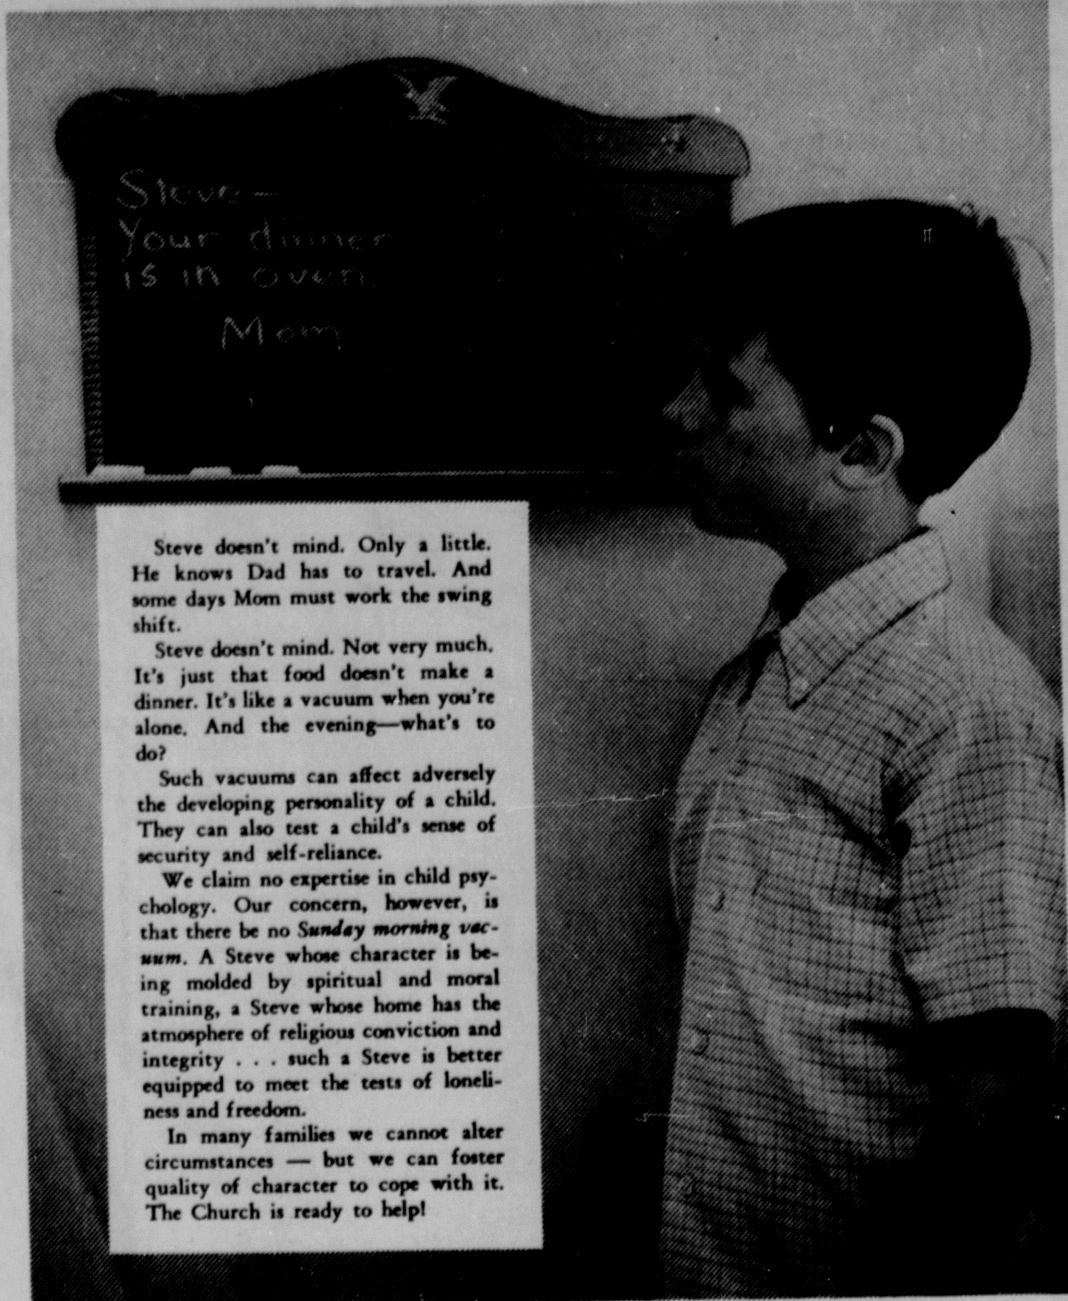 Steve—
Your dinner
is in oven.
Mom
Steve doesn't mind. Only a little.
He knows Dad has to travel. And
some days Mom must work the swing
shift.
Steve doesn't mind. Not very much.
It's just that food doesn't make a
dinner. It's like a vacuum when you're
alone. And the evening—what's to
do?
Such vacuums can affect adversely
the developing personality of a child.
They can also test a child's sense of
security and self-reliance.
We claim no expertise in child psy-
chology. Our concern, however, is
that there be no Sunday morning vac-
uum. A Steve whose character is be-
ing molded by spiritual and moral
training, a Steve whose home has the
atmosphere of religious conviction and
integrity . . . such a Steve is better
equipped to meet the tests of loneli-
ness and freedom.
In many families we cannot alter
circumstances — but we can foster
quality of character to cope with it.
The Church is ready to help!